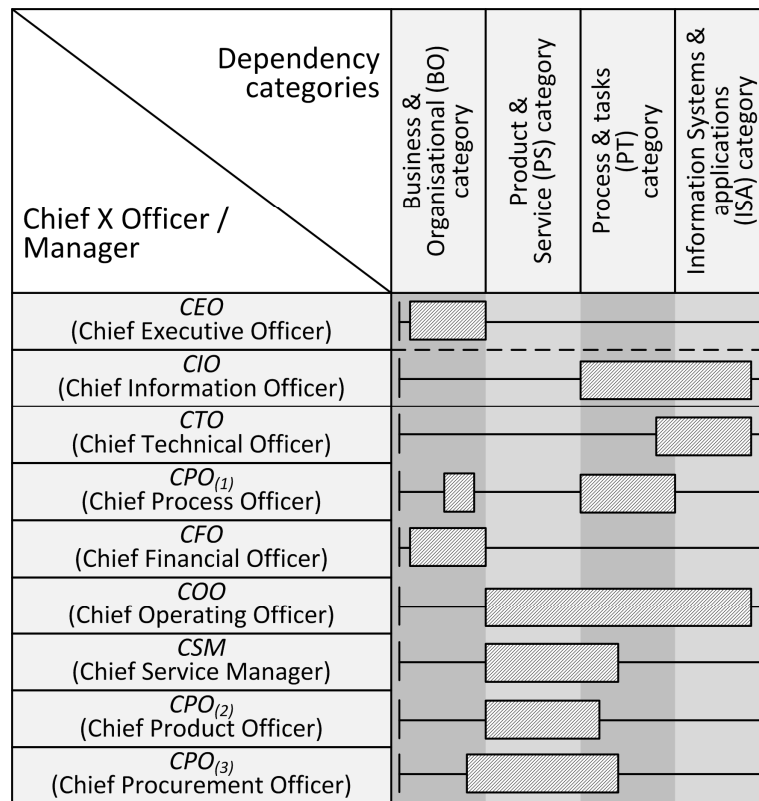 Dependency
categories
Chief X Officer /
Manager
Business &
Organisational (BO)
category
Product &
Service (PS) category
Process & tasks
(PT)
category
Information Systems &
applications
(ISA) category
CEO
(Chief Executive Officer)
CIO
(Chief Information Officer)
CTO
(Chief Technical Officer)
CPO(1)
(Chief Process Officer)
CFO
(Chief Financial Officer)
COO
(Chief Operating Officer)
CSM
(Chief Service Manager)
CPO(2)
(Chief Product Officer)
CPO(3)
(Chief Procurement Officer)